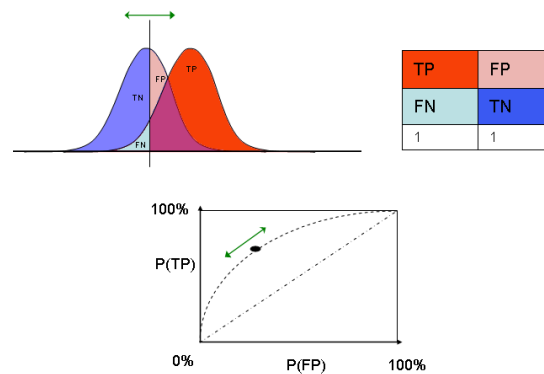 FP
TP
TN
FN
TP FP
FN TN
1 1
100%
P(TP)
0%
P(FP)
100%